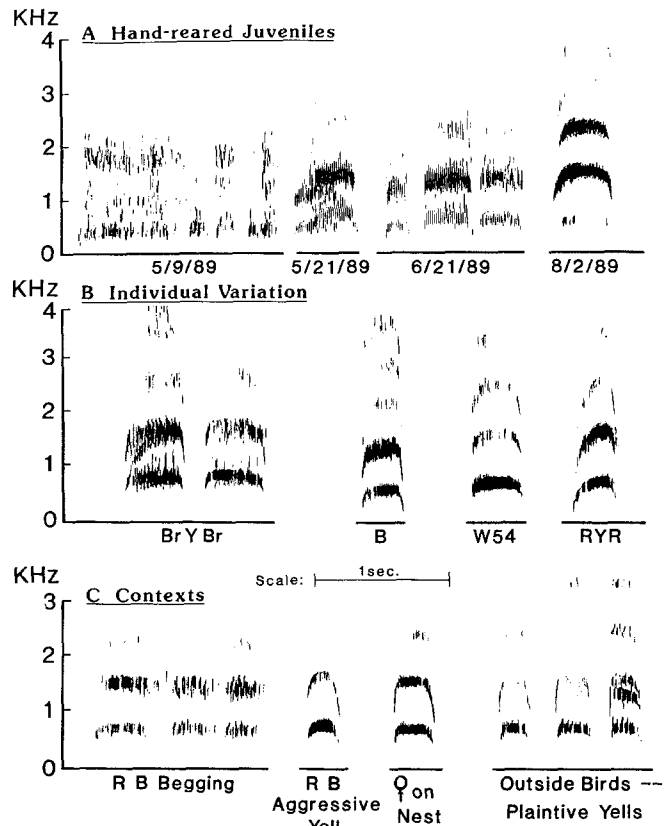 KHz
A Hand-reared Juveniles
4
3
2
1
0
5/9/89 5/21/89 6/21/89 8/2/89
KHz
B Individual Variation
4
3
2
1
0
BrYBr B W54 RYR
KHz
Scale: 1sec.
C Contexts
3
2
1
0
R B Begging R B ♀ on Outside Birds --
Aggressive Nest Plaintive Yells
Yell